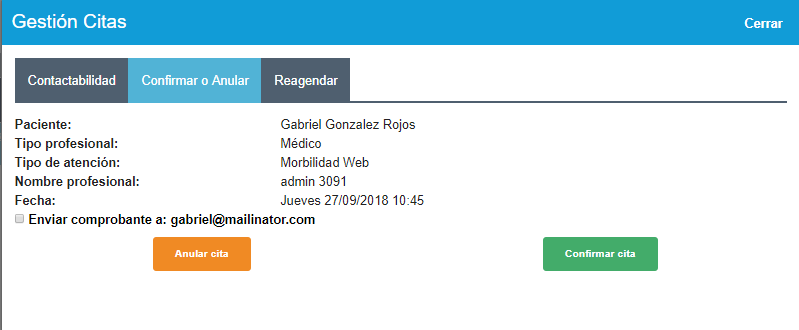 Gestión Citas Cerrar
Contactabilidad Confirmar o Anular Reagendar
Paciente: Gabriel Gonzalez Rojos
Tipo profesional: Médico
Tipo de atención: Morbilidad Web
Nombre profesional: admin 3091
Fecha: Jueves 27/09/2018 10:45
Enviar comprobante a: gabriel@mailinator.com
Anular cita Confirmar cita